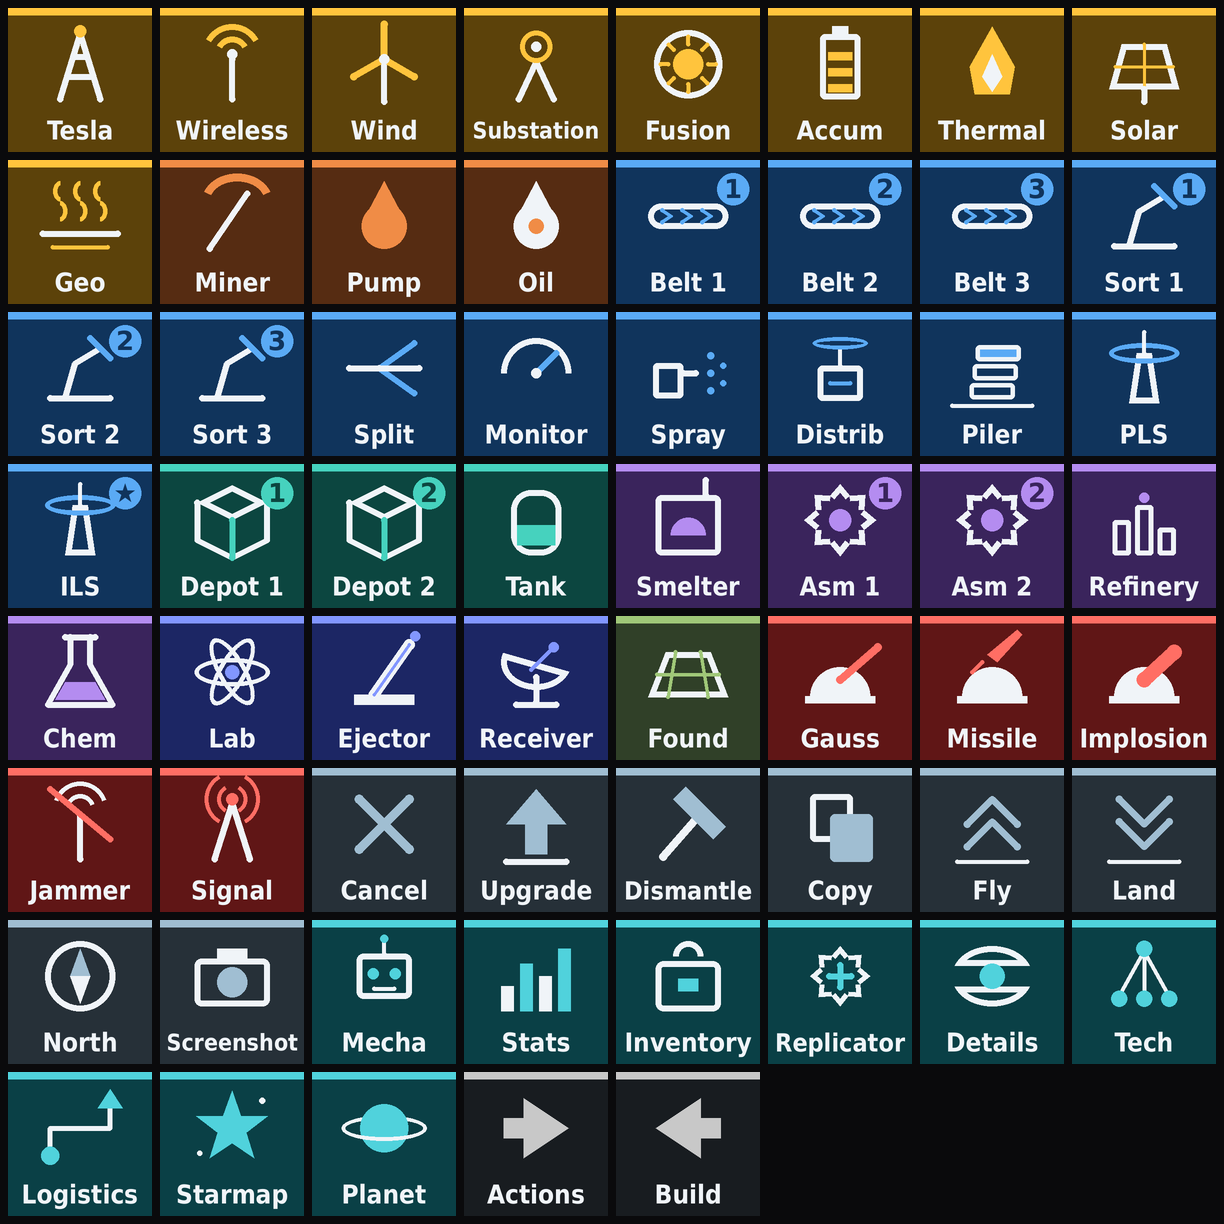 Tesla Wireless Wind Substation Fusion Accum Thermal Solar
1 2 3 1
Geo Miner Pump Oil Belt 1 Belt 2 Belt 3 Sort 1
2 3
Sort 2 Sort 3 Split Monitor Spray Distrib Piler PLS
1 2 1 2
ILS Depot 1 Depot 2 Tank Smelter Asm 1 Asm 2 Refinery
Chem Lab Ejector Receiver Found Gauss Missile Implosion
Jammer Signal Cancel Upgrade Dismantle Copy Fly Land
North Screenshot Mecha Stats Inventory Replicator Details Tech
Logistics Starmap Planet Actions Build